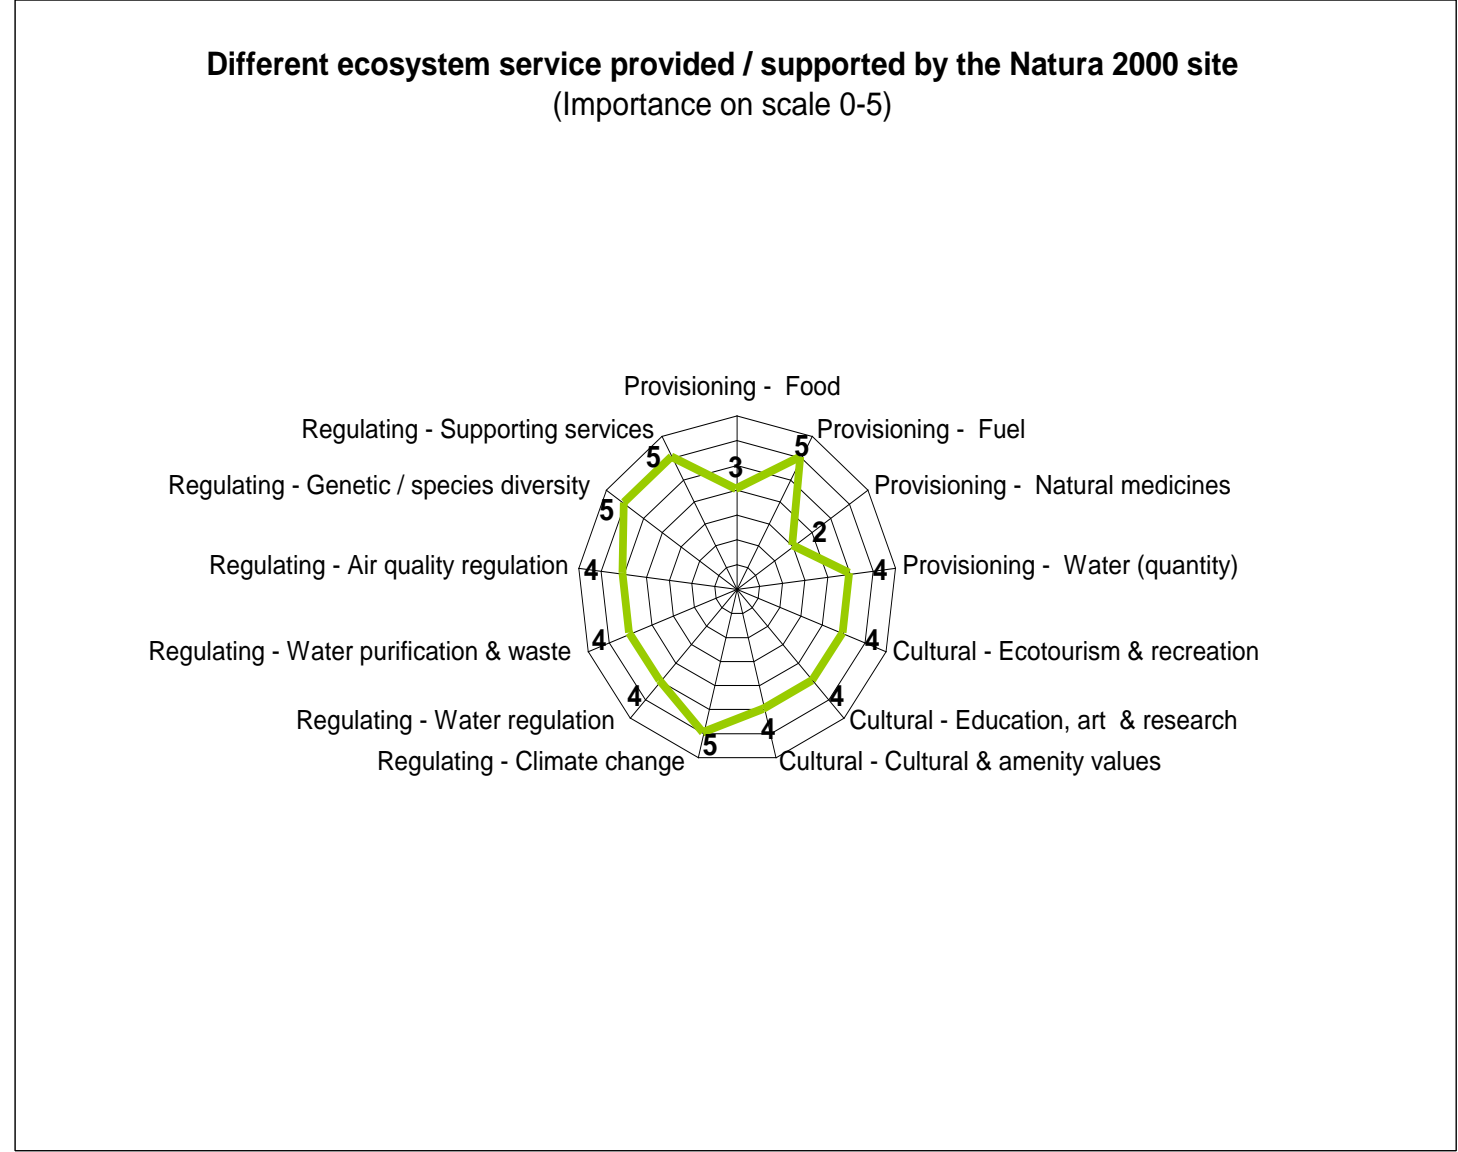 Different ecosystem service provided / supported by the Natura 2000 site
(Importance on scale 0-5)
Provisioning -  Food
Regulating - Supporting services
5
5
Provisioning -  Fuel
3
Regulating - Genetic / species diversity
5
Provisioning -  Natural medicines
2
Regulating - Air quality regulation
4
4
Provisioning -  Water (quantity)
Regulating - Water purification & waste
4
4
Cultural - Ecotourism & recreation
Regulating - Water regulation
4
4
Cultural - Education, art  & research
Regulating - Climate change
5
4
Cultural - Cultural & amenity values